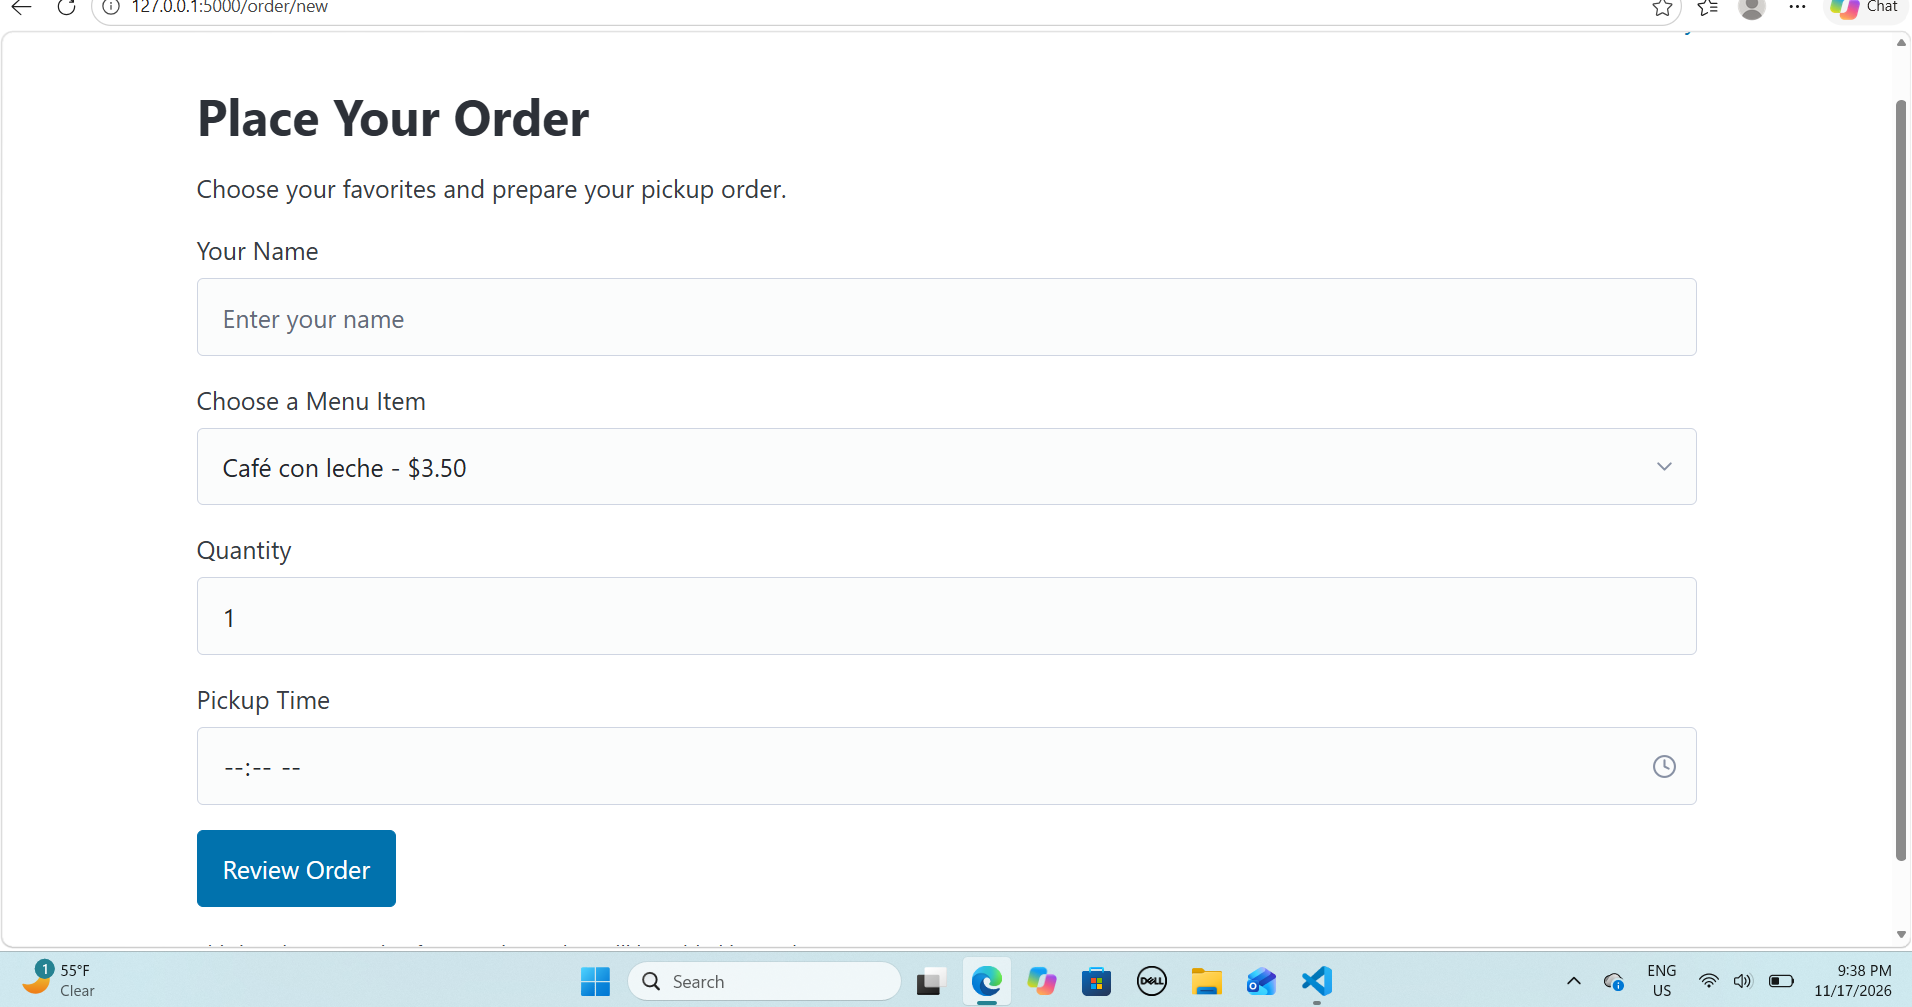 127.0.0.1:5000/order/new
Chat
Place Your Order
Choose your favorites and prepare your pickup order.
Your Name
Enter your name
Choose a Menu Item
Café con leche - $3.50
Quantity
1
Pickup Time
--:-- --
Review Order
1
55°F
Clear
Search
DELL
ENG
US
9:38 PM
11/17/2026